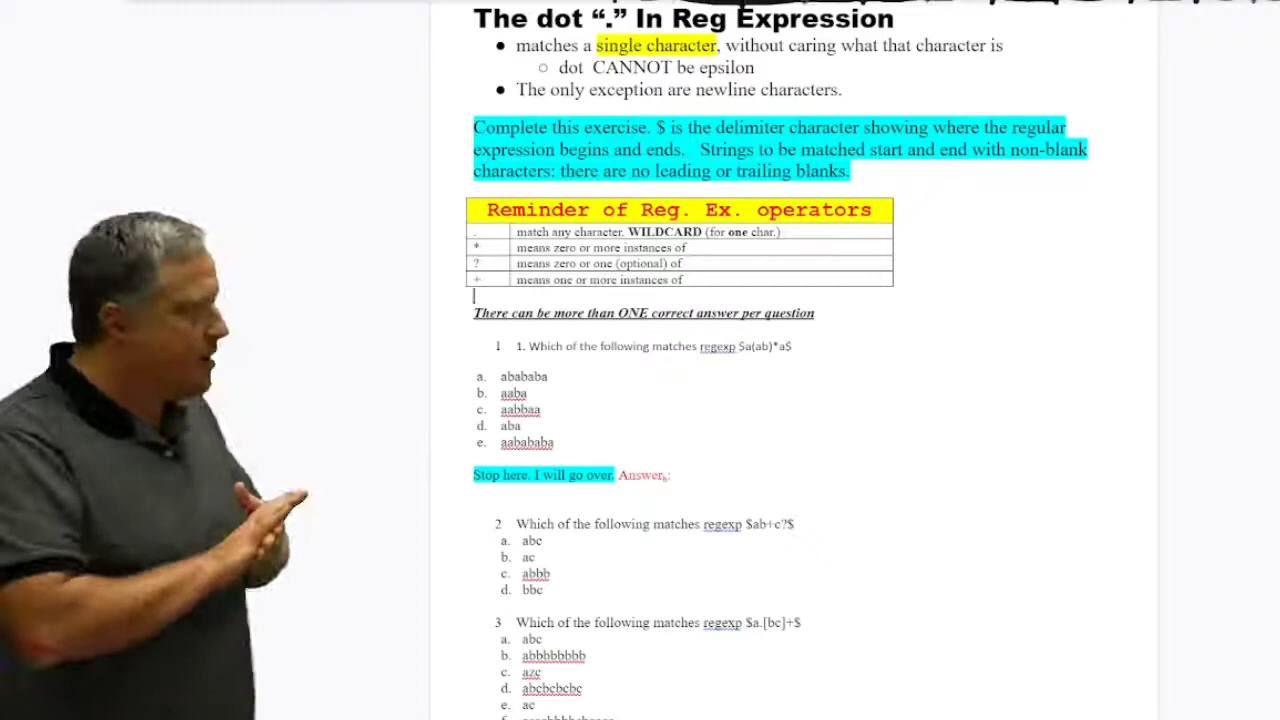 The dot “.” In Reg Expression
● matches a single character, without caring what that character is
○ dot CANNOT be epsilon
● The only exception are newline characters.
Complete this exercise. $ is the delimiter character showing where the regular
expression begins and ends. Strings to be matched start and end with non-blank
characters: there are no leading or trailing blanks.
Reminder of Reg. Ex. operators
. match any character. WILDCARD (for one char.)
* means zero or more instances of
? means zero or one (optional) of
+ means one or more instances of
There can be more than ONE correct answer per question
1. Which of the following matches regexp $a(ab)*a$
a. abababa
b. aaba
c. aabbaa
d. aba
e. aabababa
Stop here. I will go over. Answer,:
2 Which of the following matches regexp $ab+c?$
a. abc
b. ac
c. abbb
d. bbc
3 Which of the following matches regexp $a.[bc]+$
a. abc
b. abbbbbbbb
c. azc
d. abcbcbcbc
e. ac